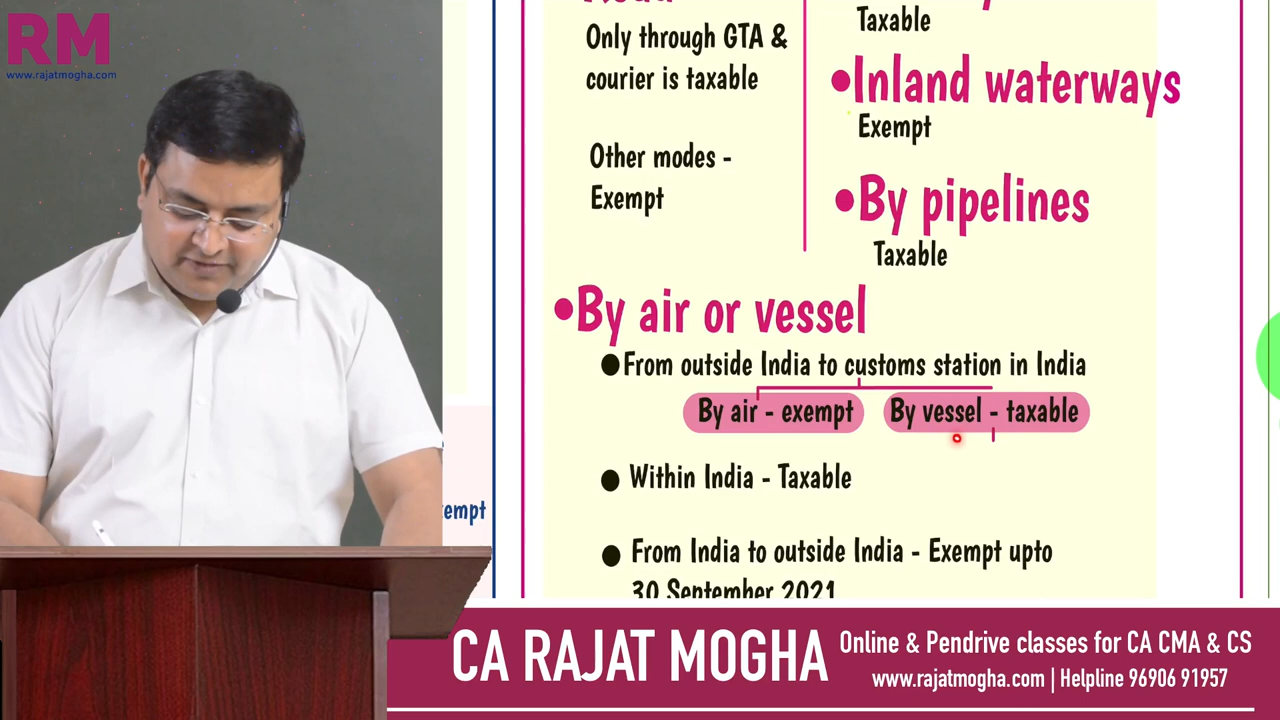 RM
www.rajatmogha.com
Only through GTA &
courier is taxable
Other modes -
Exempt
Taxable
•Inland waterways
Exempt
•By pipelines
Taxable
•By air or vessel
●From outside India to customs station in India
By air - exempt
By vessel - taxable
● Within India - Taxable
● From India to outside India - Exempt upto
30 September 2021
CA RAJAT MOGHA
Online & Pendrive classes for CA CMA & CS
www.rajatmogha.com | Helpline 96906 91957